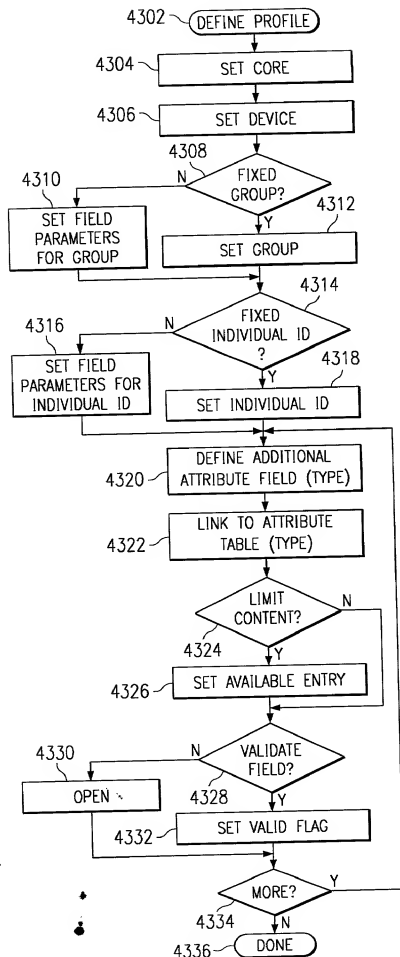 4302
DEFINE PROFILE
4304
SET CORE
4306
SET DEVICE
4308
FIXED
GROUP?
N
Y
4310
SET FIELD
PARAMETERS
FOR GROUP
4312
SET GROUP
4314
FIXED
INDIVIDUAL ID
?
N
Y
4316
SET FIELD
PARAMETERS FOR
INDIVIDUAL ID
4318
SET INDIVIDUAL ID
4320
DEFINE ADDITIONAL
ATTRIBUTE FIELD (TYPE)
4322
LINK TO ATTRIBUTE
TABLE (TYPE)
LIMIT
CONTENT?
N
4324
Y
4326
SET AVAILABLE ENTRY
VALIDATE
FIELD?
N
4328
Y
4330
OPEN
4332
SET VALID FLAG
MORE?
Y
4334
N
4336
DONE